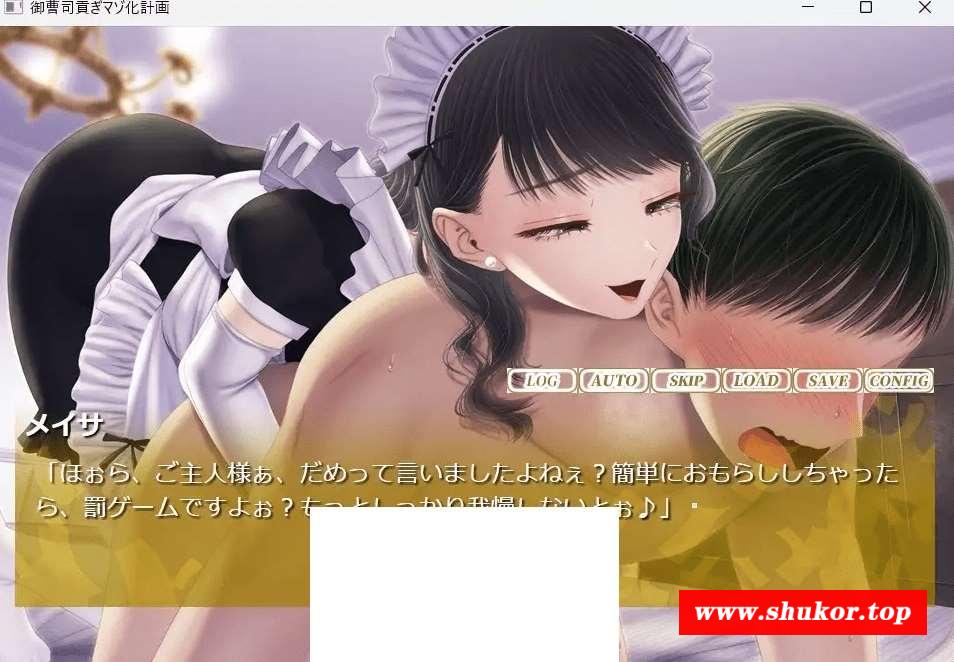 御曹司貢ぎマゾ化計画
LOG AUTO SKIP LOAD SAVE CONFIG
メイサ
「ほぉら、ご主人様ぁ、だめって言いましたよねぇ？簡単におもらししちゃった
ら、罰ゲームですよぉ？もっとしっかり我慢しないとぉ♪」
www.shukor.top